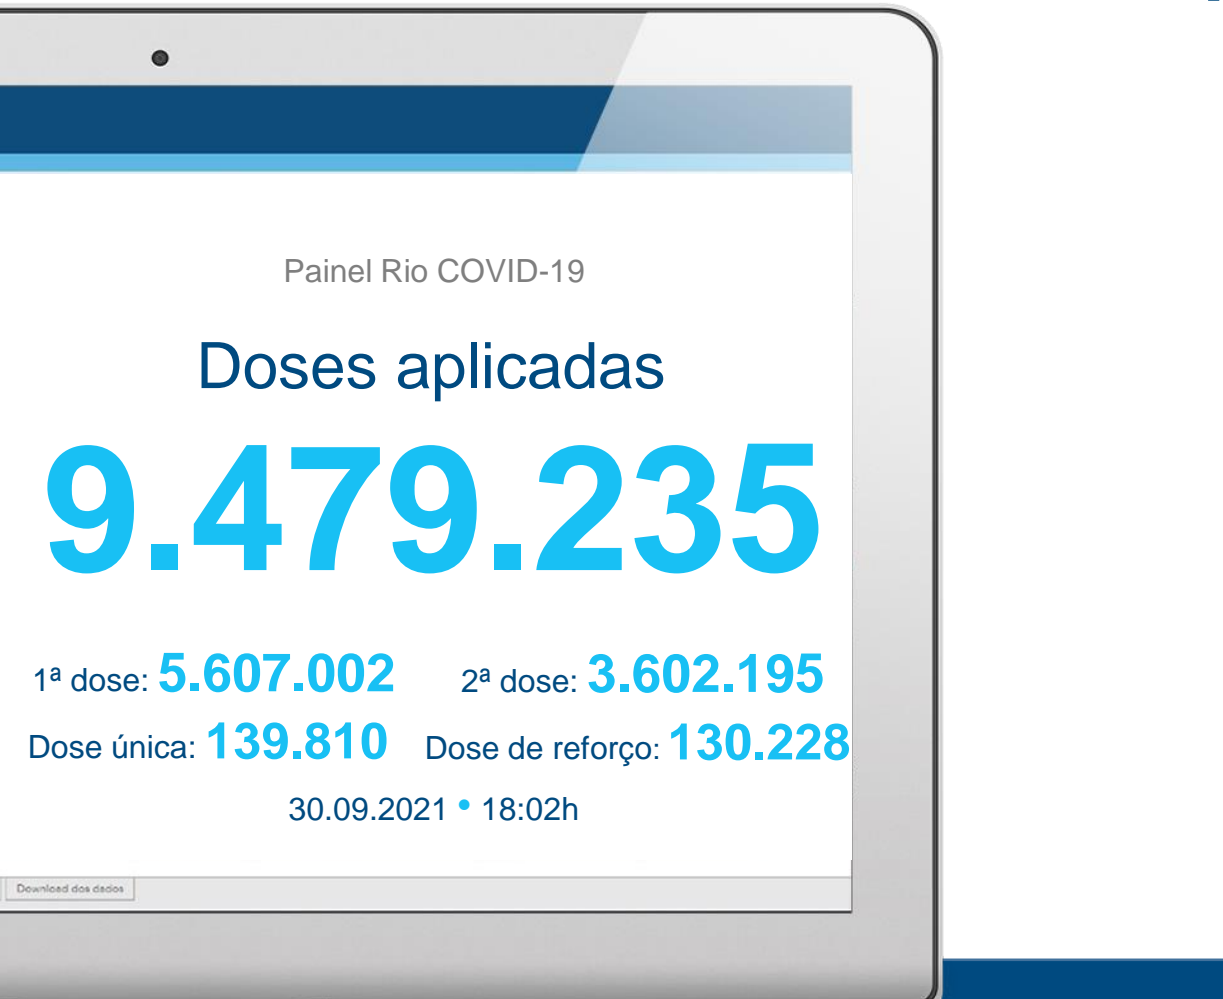 Painel Rio COVID-19
Doses aplicadas
9.479.235
1ª dose: 5.607.002 2ª dose: 3.602.195
Dose única: 139.810 Dose de reforço: 130.228
30.09.2021 • 18:02h
Download dos dados